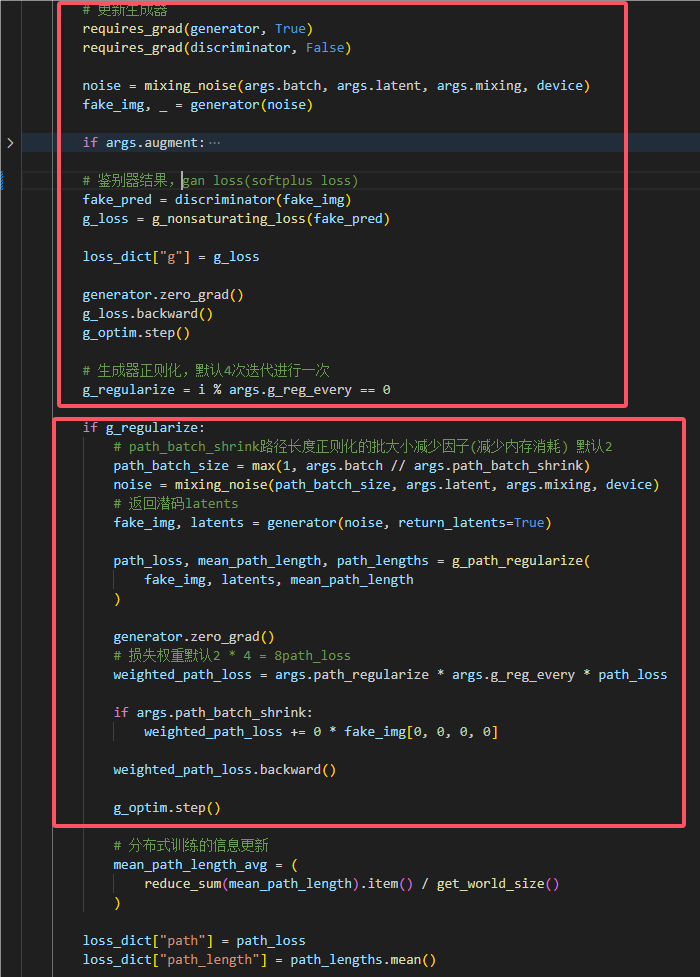 # 更新生成器
requires_grad(generator, True)
requires_grad(discriminator, False)
noise = mixing_noise(args.batch, args.latent, args.mixing, device)
fake_img, _ = generator(noise)
if args.augment: ···
# 鉴别器结果，gan loss(softplus loss)
fake_pred = discriminator(fake_img)
g_loss = g_nonsaturating_loss(fake_pred)
loss_dict["g"] = g_loss
generator.zero_grad()
g_loss.backward()
g_optim.step()
# 生成器正则化，默认4次迭代进行一次
g_regularize = i % args.g_reg_every == 0
if g_regularize:
# path_batch_shrink路径长度正则化的批大小减少因子(减少内存消耗) 默认2
path_batch_size = max(1, args.batch // args.path_batch_shrink)
noise = mixing_noise(path_batch_size, args.latent, args.mixing, device)
# 返回潜码latents
fake_img, latents = generator(noise, return_latents=True)
path_loss, mean_path_length, path_lengths = g_path_regularize(
fake_img, latents, mean_path_length
)
generator.zero_grad()
# 损失权重默认2 * 4 = 8path_loss
weighted_path_loss = args.path_regularize * args.g_reg_every * path_loss
if args.path_batch_shrink:
weighted_path_loss += 0 * fake_img[0, 0, 0, 0]
weighted_path_loss.backward()
g_optim.step()
# 分布式训练的信息更新
mean_path_length_avg = (
reduce_sum(mean_path_length).item() / get_world_size()
)
loss_dict["path"] = path_loss
loss_dict["path_length"] = path_lengths.mean()